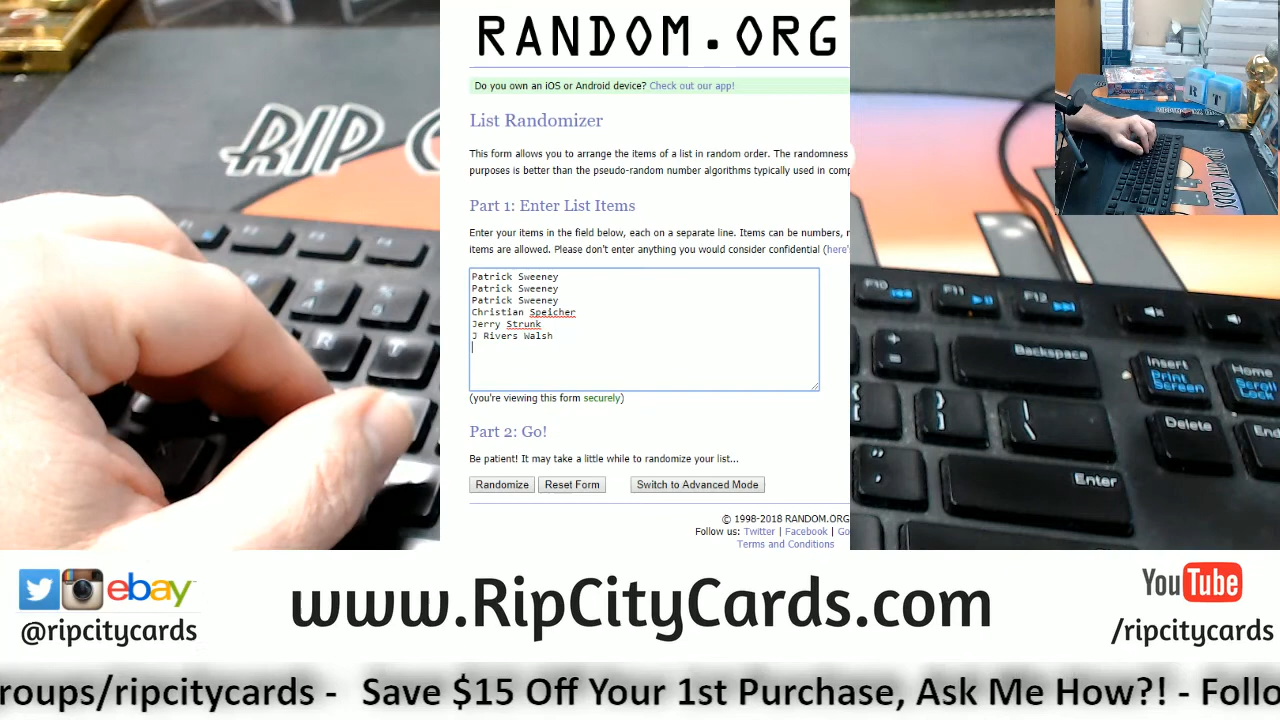 RIP C
R
T
RANDOM.ORG
Do you own an iOS or Android device? Check out our app!
List Randomizer
This form allows you to arrange the items of a list in random order. The randomness
purposes is better than the pseudo-random number algorithms typically used in comp
Part 1: Enter List Items
Enter your items in the field below, each on a separate line. Items can be numbers, n
items are allowed. Please don't enter anything you would consider confidential (here'
Patrick Sweeney
Patrick Sweeney
Patrick Sweeney
Christian Speicher
Jerry Strunk
J Rivers Walsh
(you're viewing this form securely)
Part 2: Go!
Be patient! It may take a little while to randomize your list...
Randomize Reset Form Switch to Advanced Mode
© 1998-2018 RANDOM.ORG
Follow us: Twitter | Facebook | Go
Terms and Conditions
R T
RIP CITY CARDS
F10 F11 F12
+
=
Backspace
Insert
Print
Screen
Home
Scroll
Lock
}
]
|
\
Delete
End
"
Enter
ebay
@ripcitycards
www.RipCityCards.com
YouTube
/ripcitycards
roups/ripcitycards - Save $15 Off Your 1st Purchase, Ask Me How?! - Follo